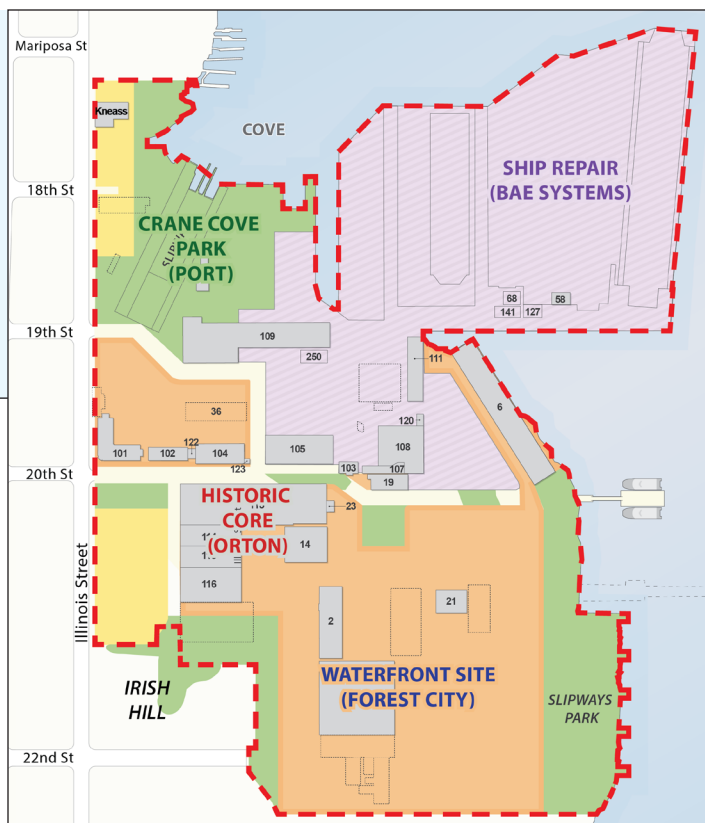 Mariposa St
Kneass
COVE
18th St
SHIP REPAIR
(BAE SYSTEMS)
CRANE COVE
PARK
(PORT)
68
58
141
127
19th St
109
250
111
6
36
120
122
101
102
104
105
108
123
103
107
19
20th St
HISTORIC
CORE
(ORTON)
23
14
116
Illinois Street
2
21
WATERFRONT SITE
(FOREST CITY)
IRISH
HILL
SLIPWAYS
PARK
22nd St